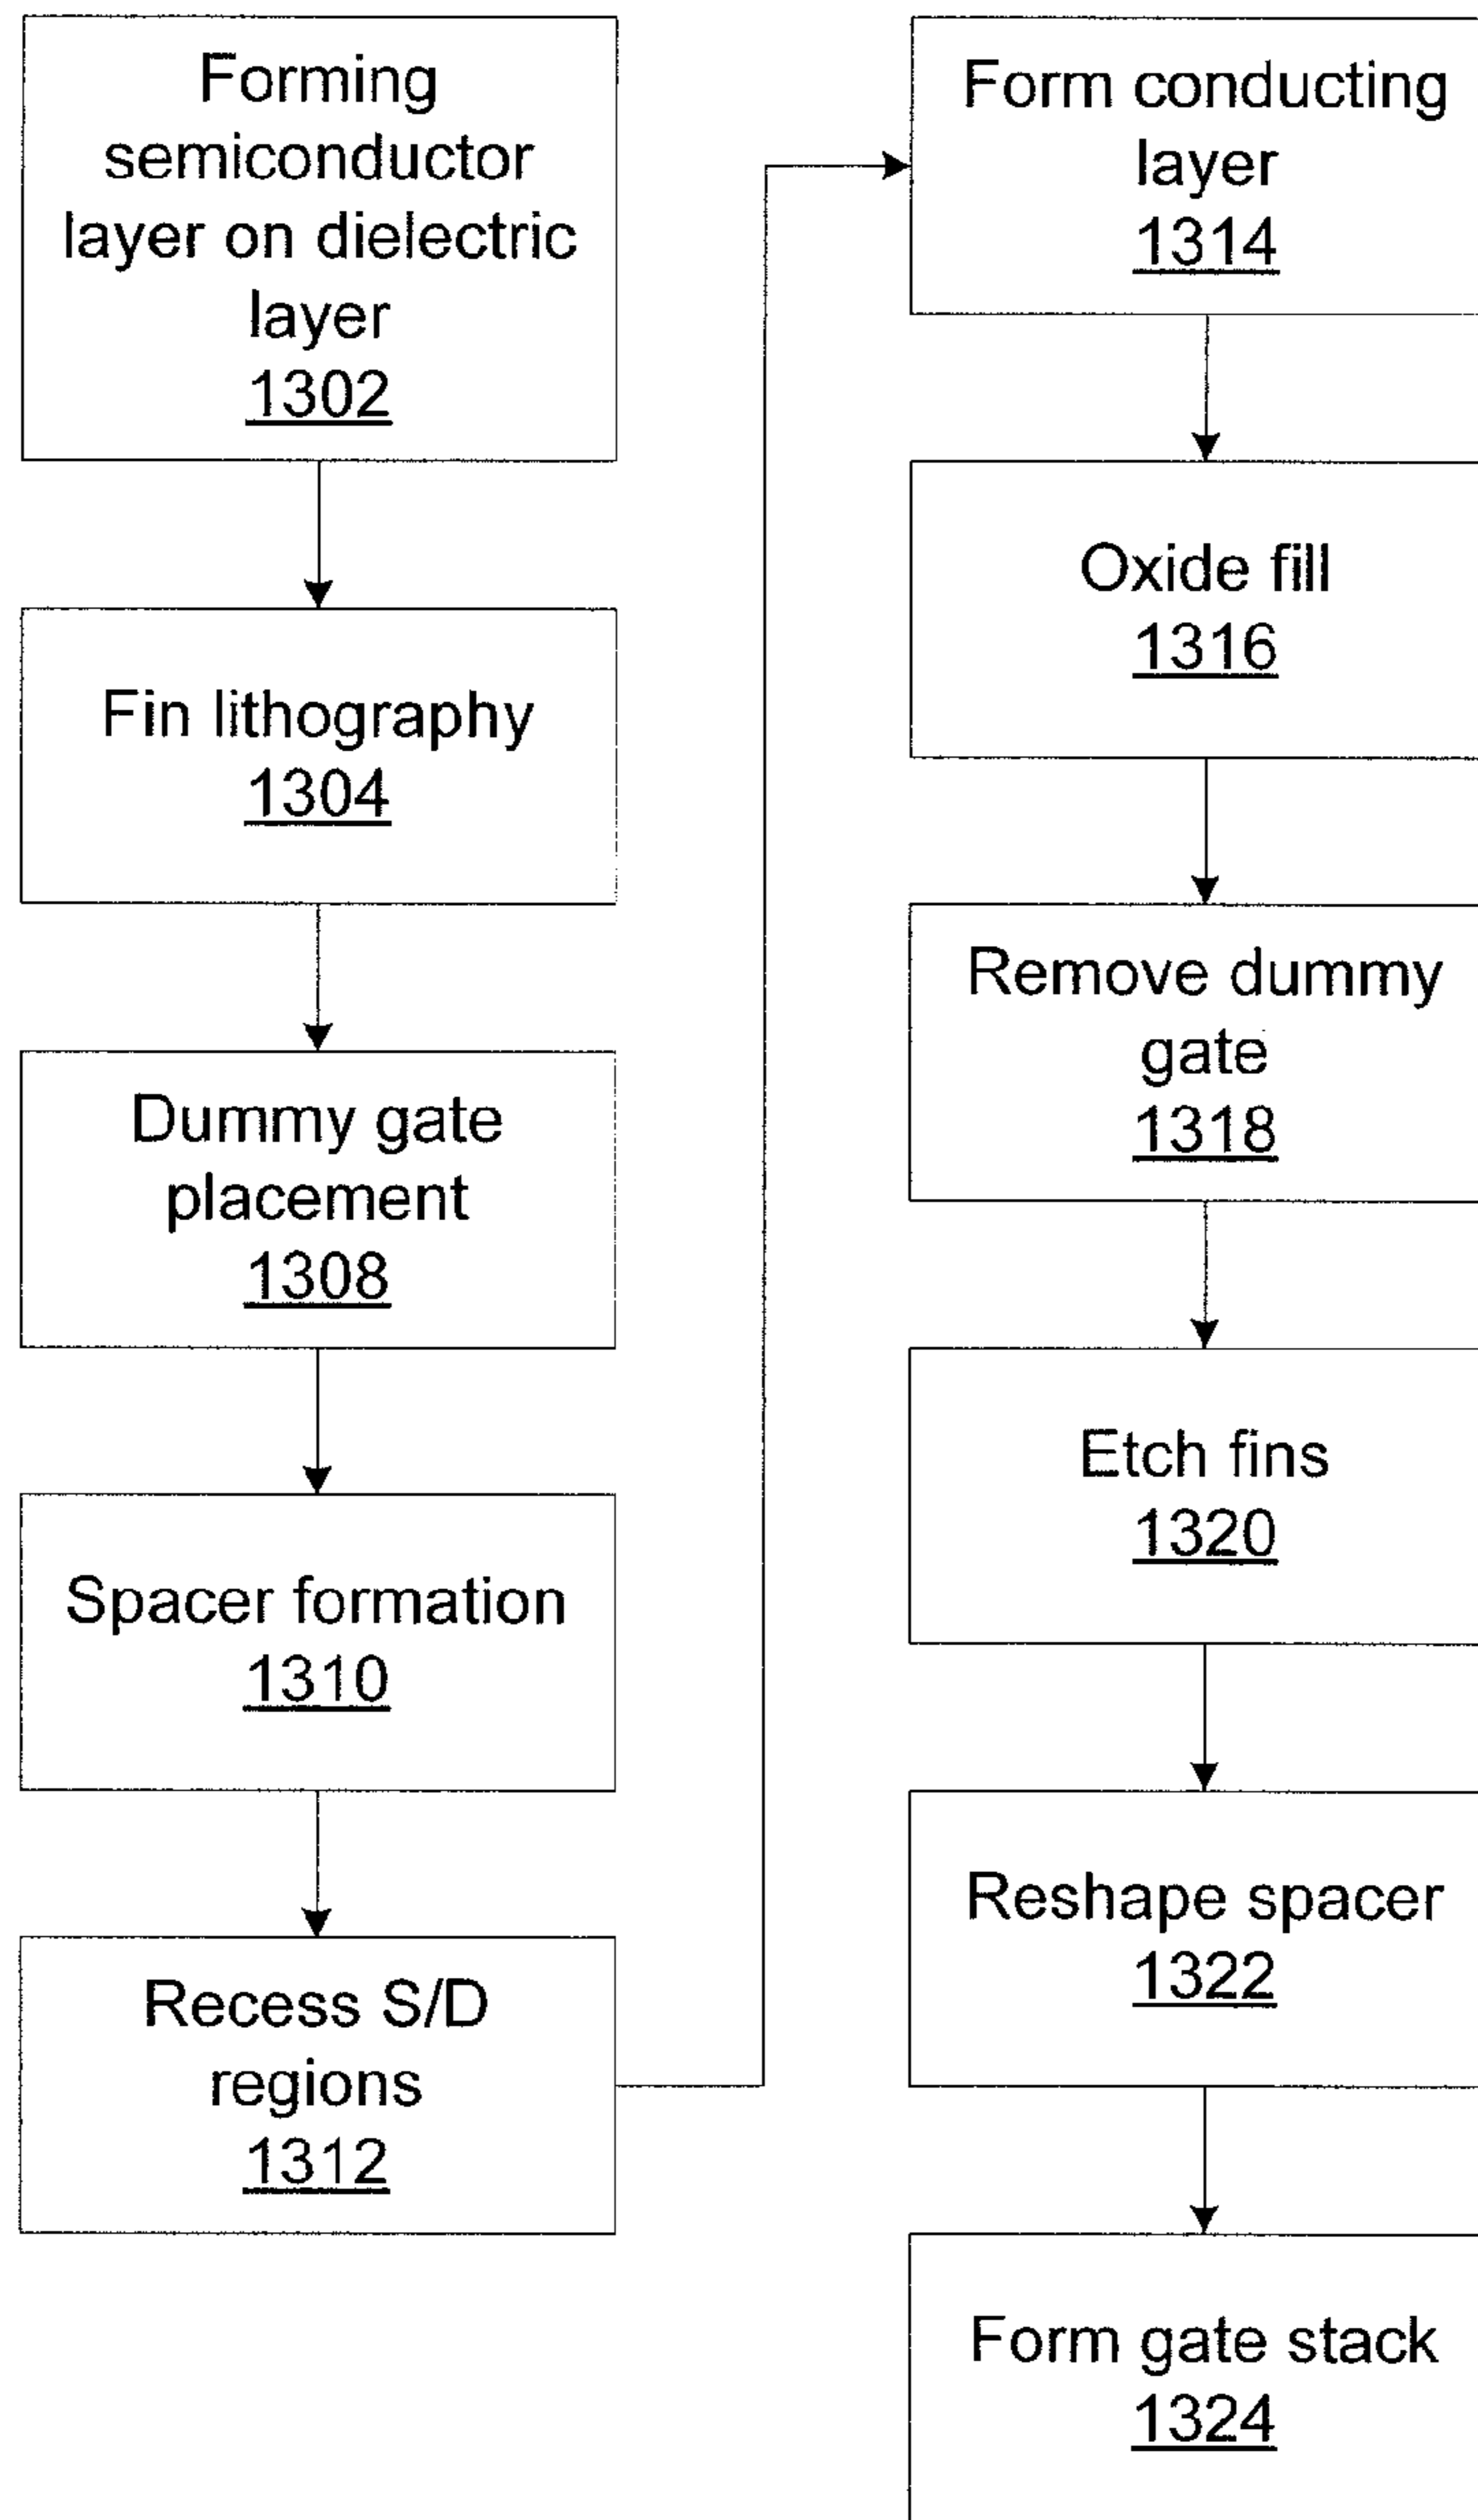 Forming
semiconductor
layer on dielectric
layer
1302
Fin lithography
1304
Dummy gate
placement
1308
Spacer formation
1310
Recess S/D
regions
1312
Form conducting
layer
1314
Oxide fill
1316
Remove dummy
gate
1318
Etch fins
1320
Reshape spacer
1322
Form gate stack
1324